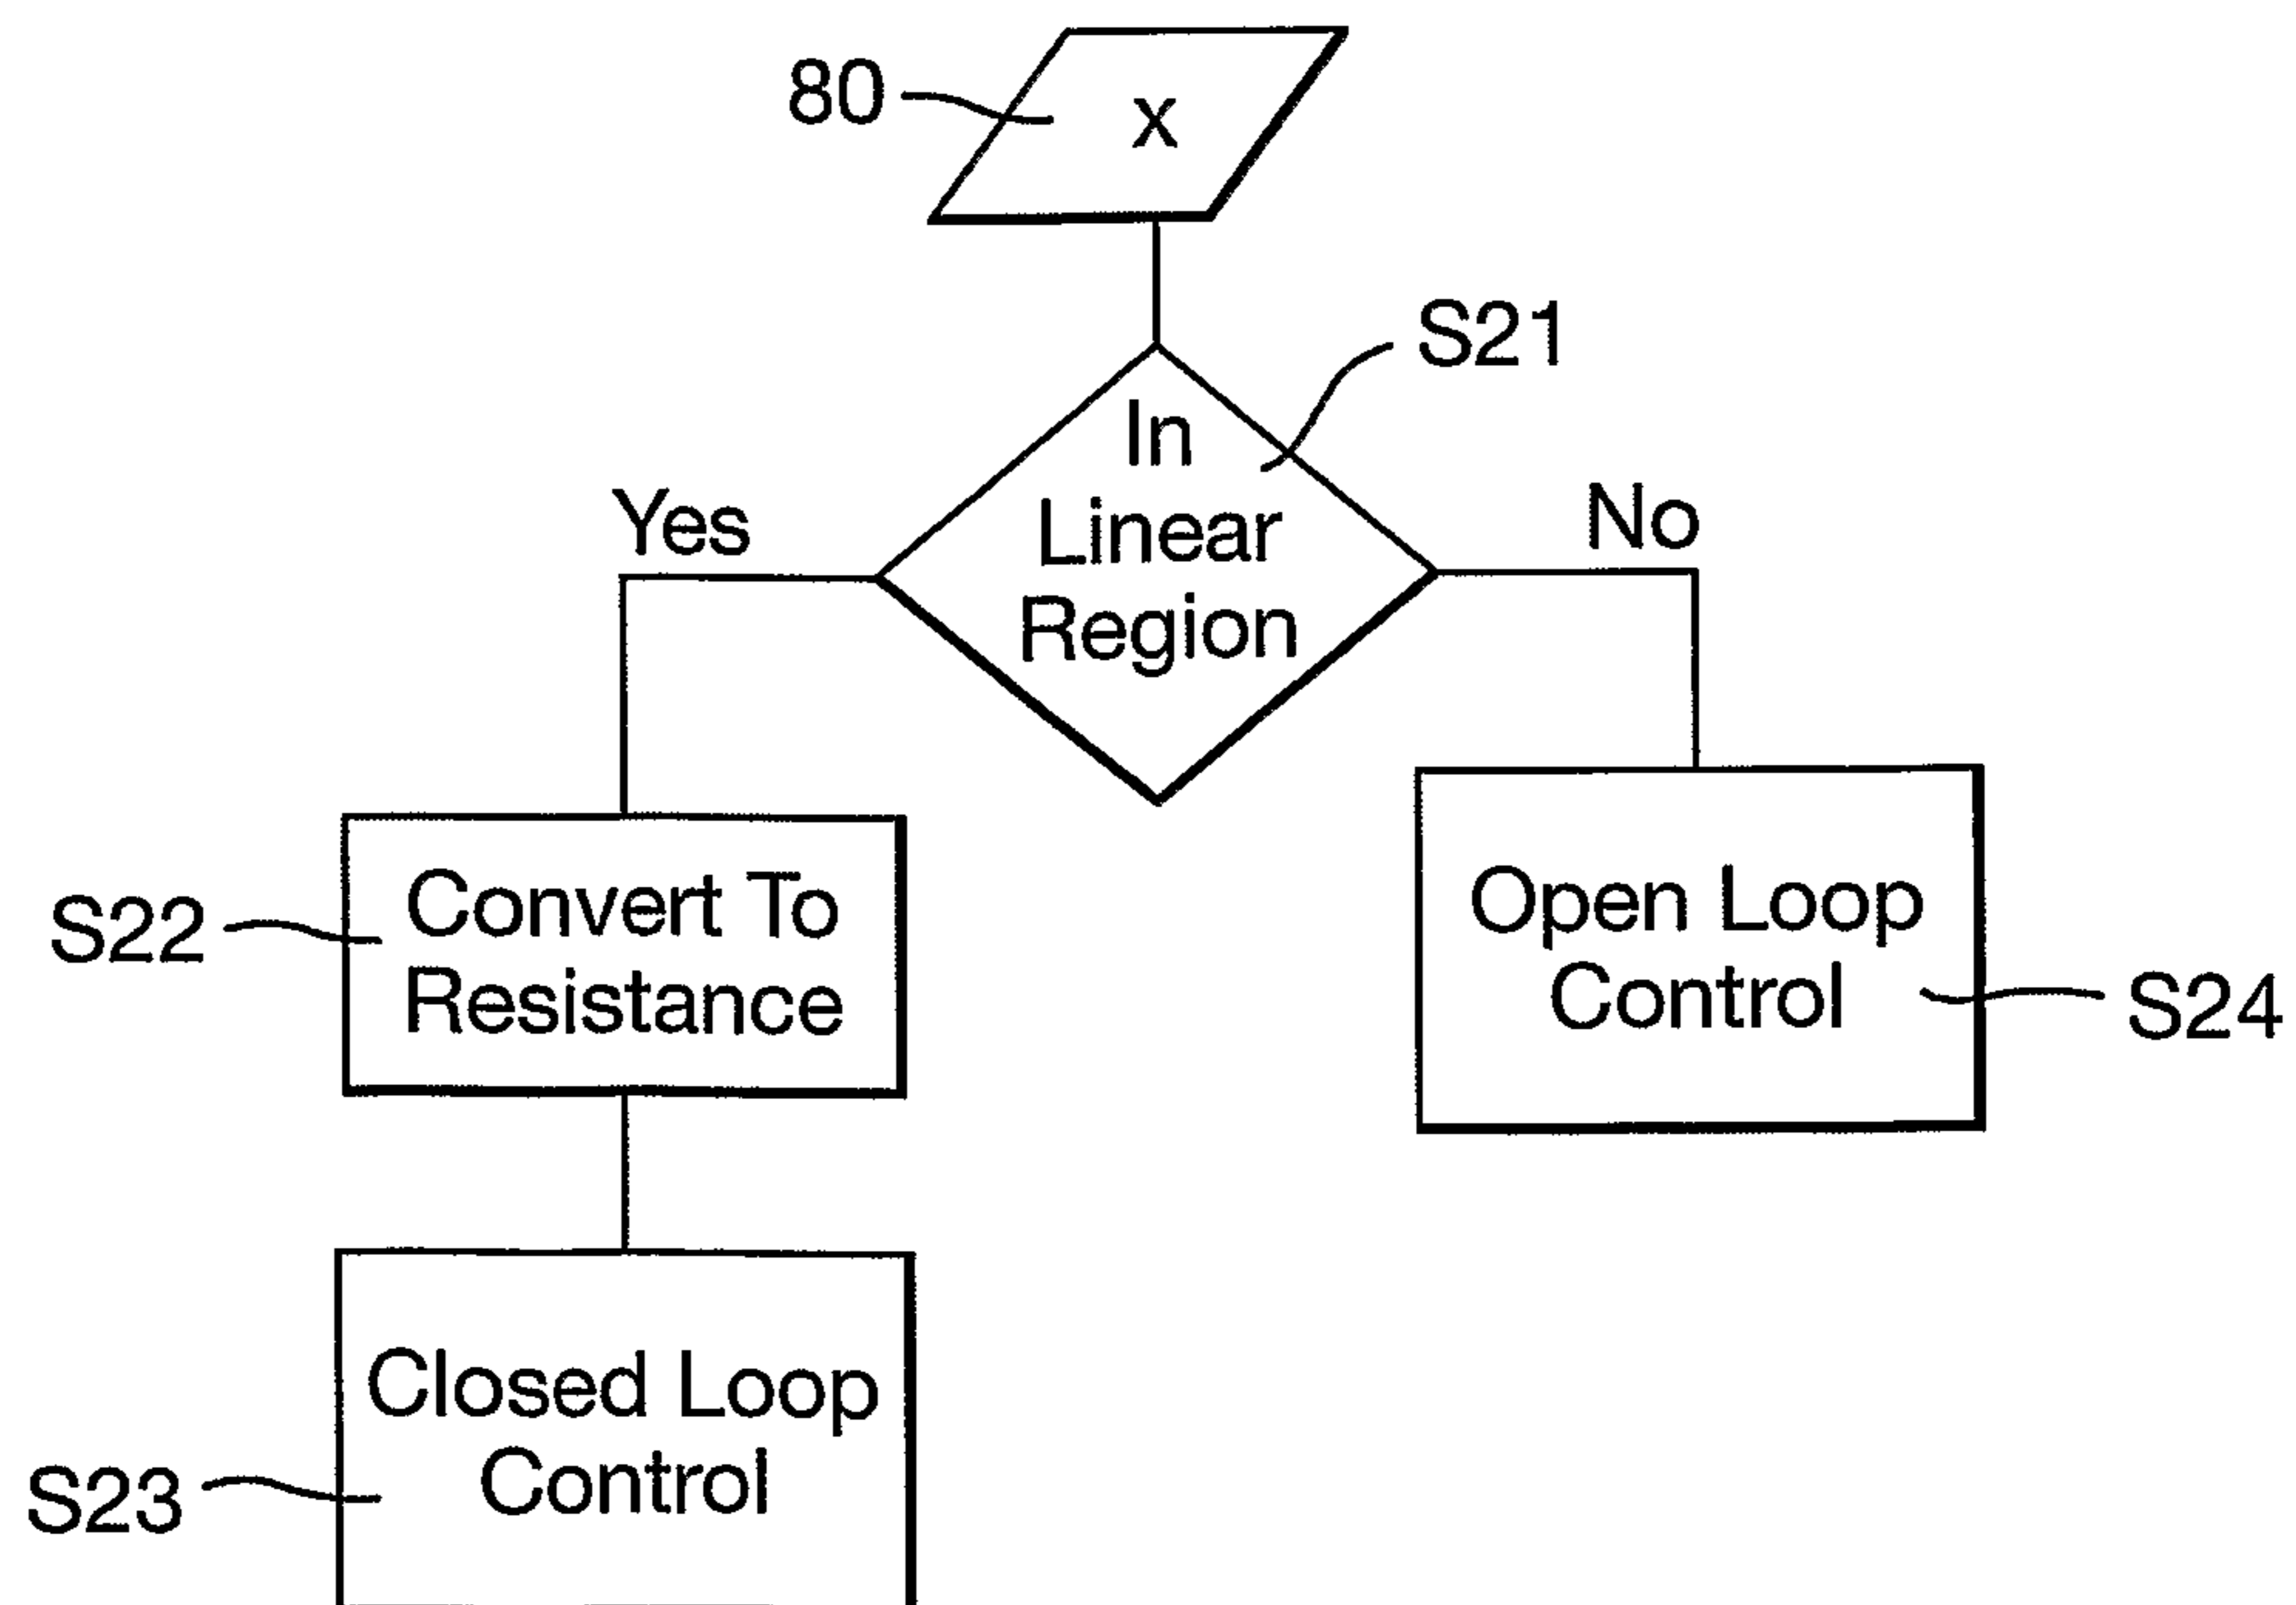 80
x
S21
In
Linear
Region
Yes
No
S22
Convert To
Resistance
Open Loop
Control
S24
Closed Loop
Control
S23